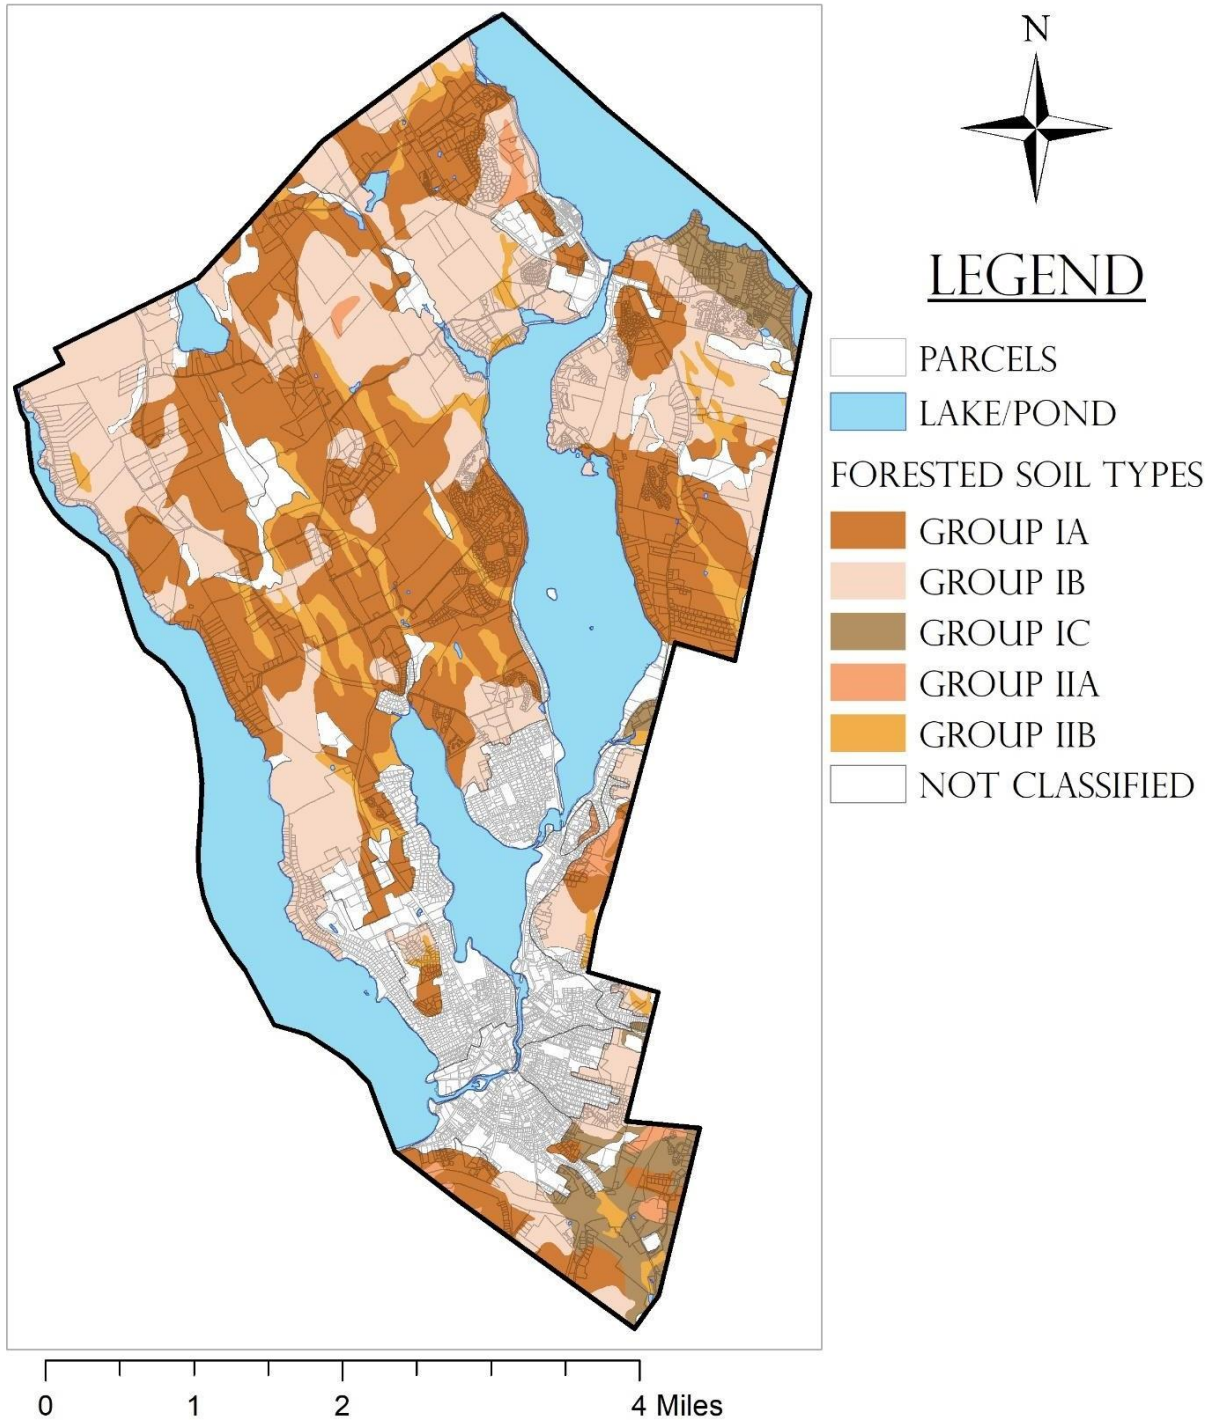 N
LEGEND
PARCELS
LAKE/POND
FORESTED SOIL TYPES
GROUP IA
GROUP IB
GROUP IC
GROUP IIA
GROUP IIB
NOT CLASSIFIED
0 1 2 4 Miles